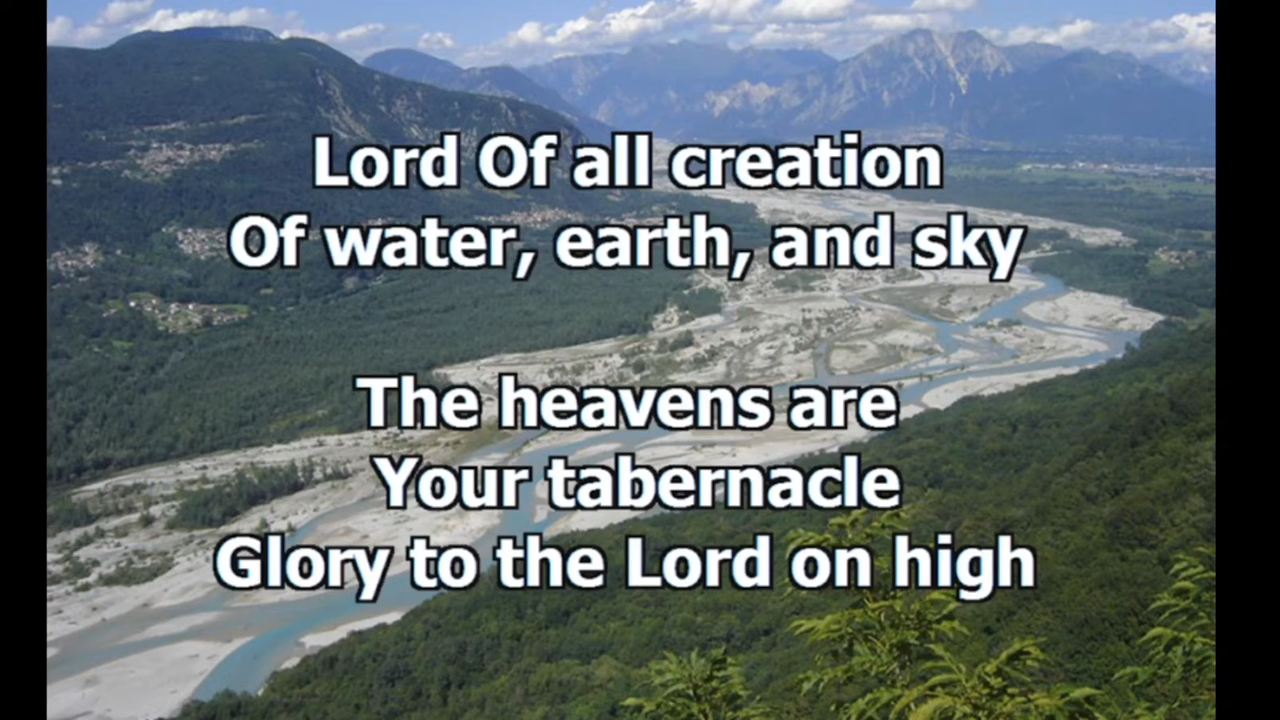 Lord Of all creation
Of water, earth, and sky
The heavens are
Your tabernacle
Glory to the Lord on high